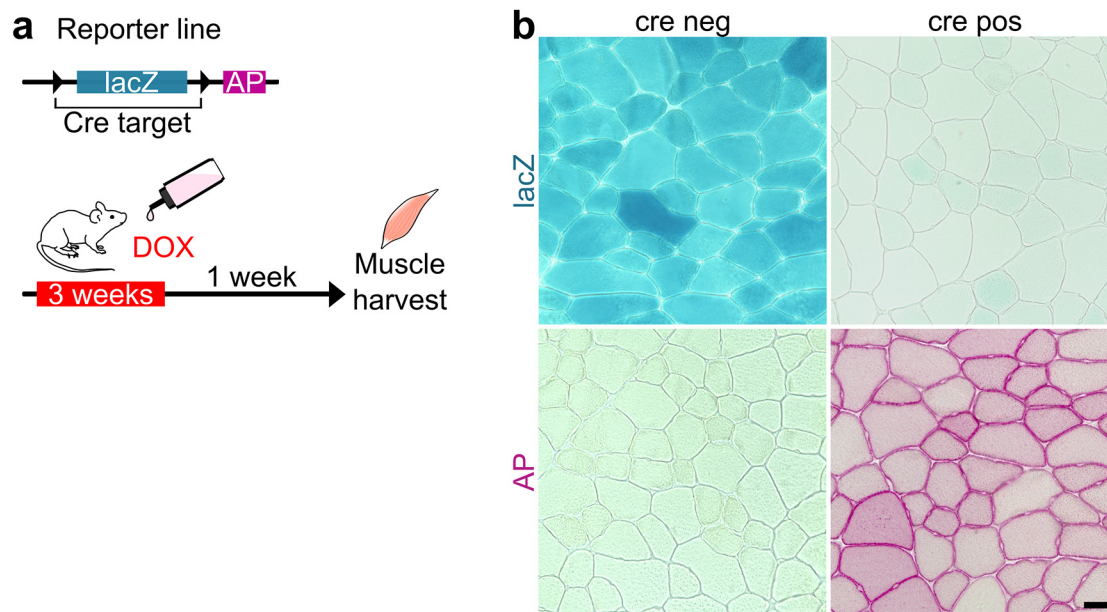 a Reporter line
lacZ AP
Cre target
DOX
3 weeks
1 week
Muscle
harvest
b
cre neg
cre pos
lacZ
AP